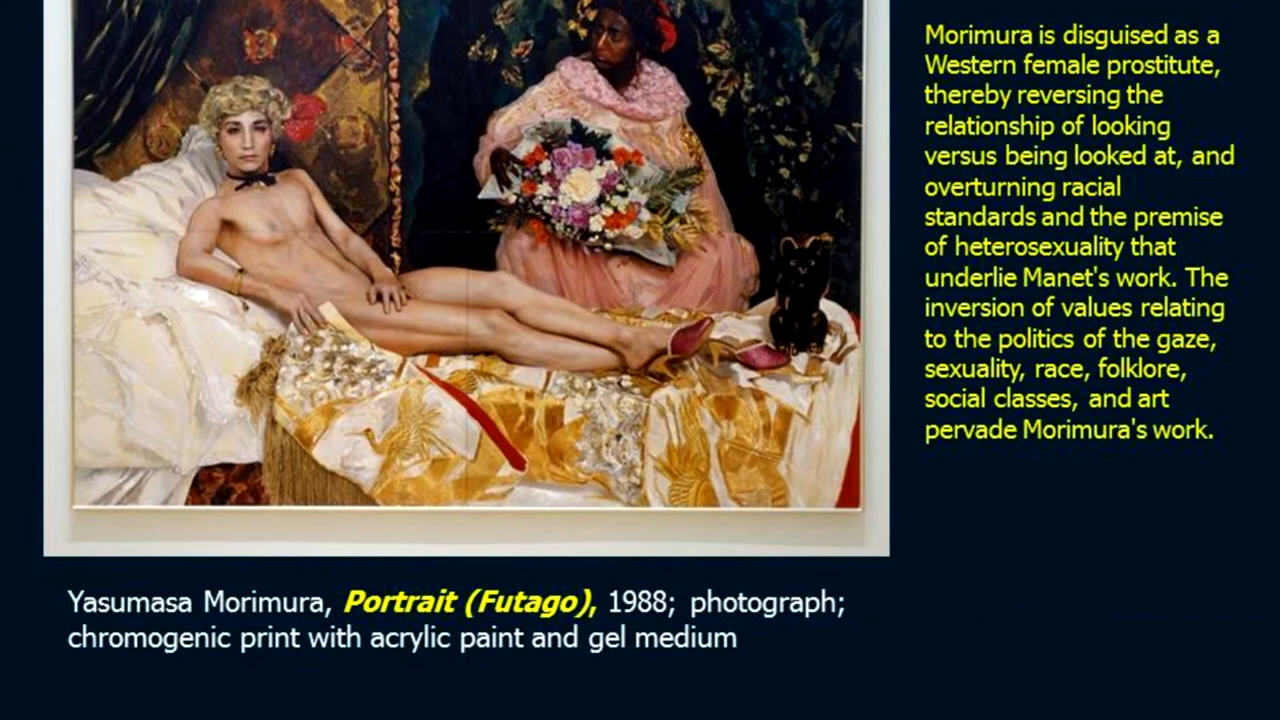 Morimura is disguised as a
Western female prostitute,
thereby reversing the
relationship of looking
versus being looked at, and
overturning racial
standards and the premise
of heterosexuality that
underlie Manet's work. The
inversion of values relating
to the politics of the gaze,
sexuality, race, folklore,
social classes, and art
pervade Morimura's work.
Yasumasa Morimura, Portrait (Futago), 1988; photograph;
chromogenic print with acrylic paint and gel medium